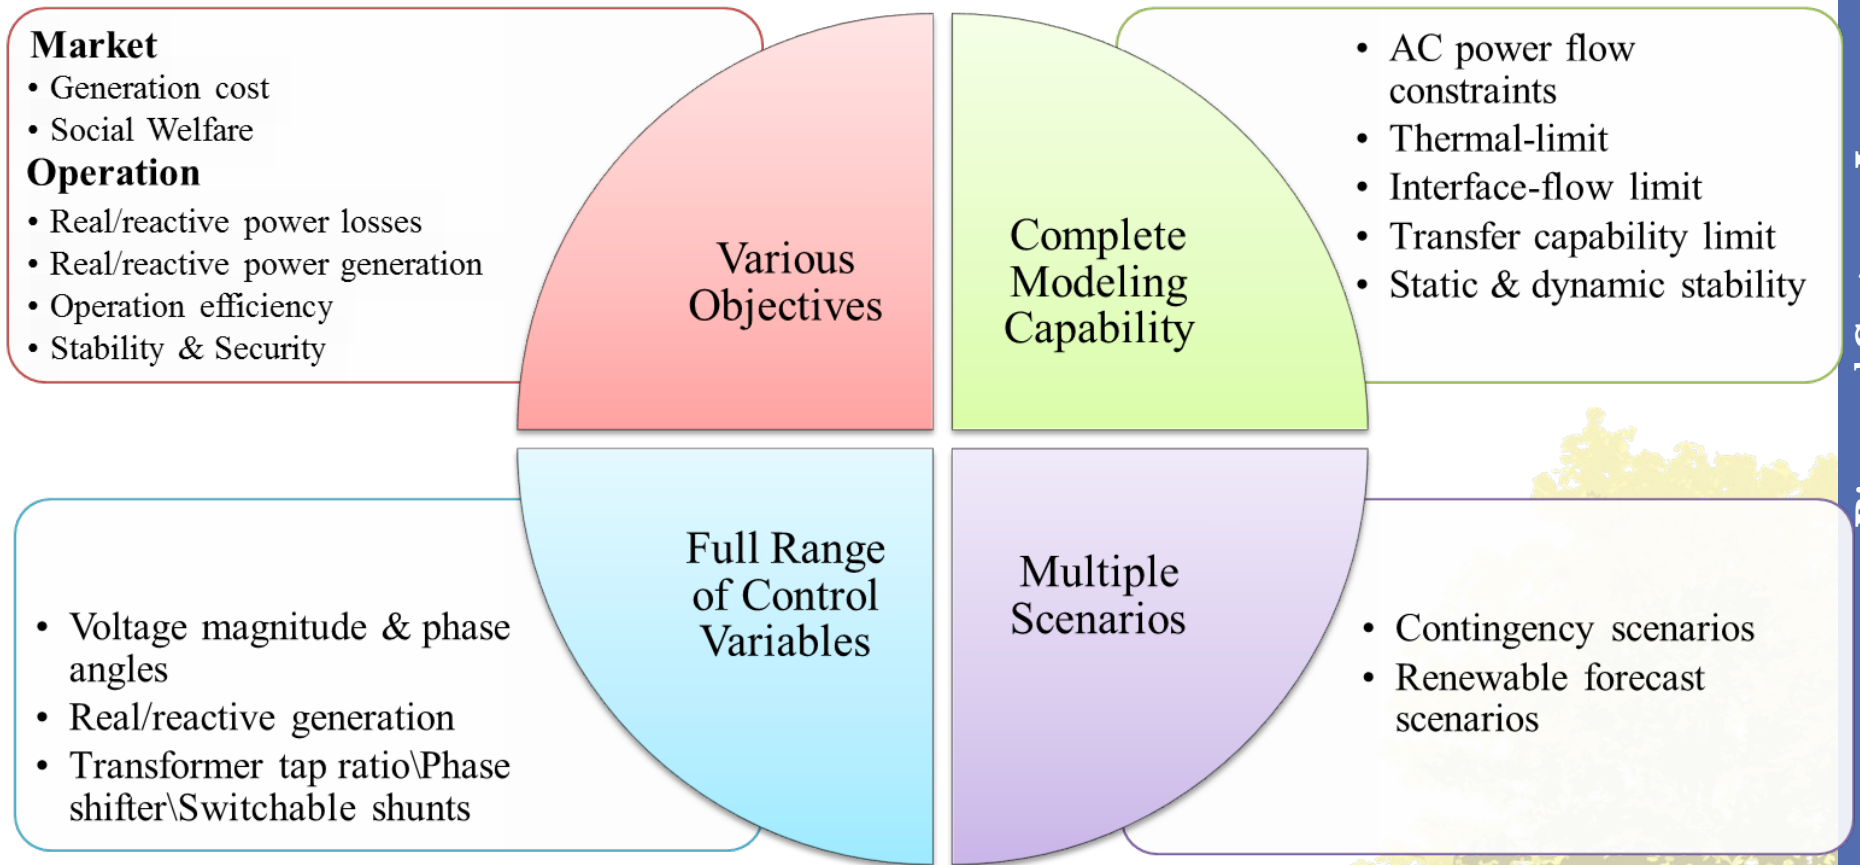 Market
• Generation cost
• Social Welfare
Operation
• Real/reactive power losses
• Real/reactive power generation
• Operation efficiency
• Stability & Security
Various
Objectives
Complete
Modeling
Capability
• AC power flow
constraints
• Thermal-limit
• Interface-flow limit
• Transfer capability limit
• Static & dynamic stability
Full Range
of Control
Variables
• Voltage magnitude & phase
angles
• Real/reactive generation
• Transformer tap ratio\Phase
shifter\Switchable shunts
Multiple
Scenarios
• Contingency scenarios
• Renewable forecast
scenarios